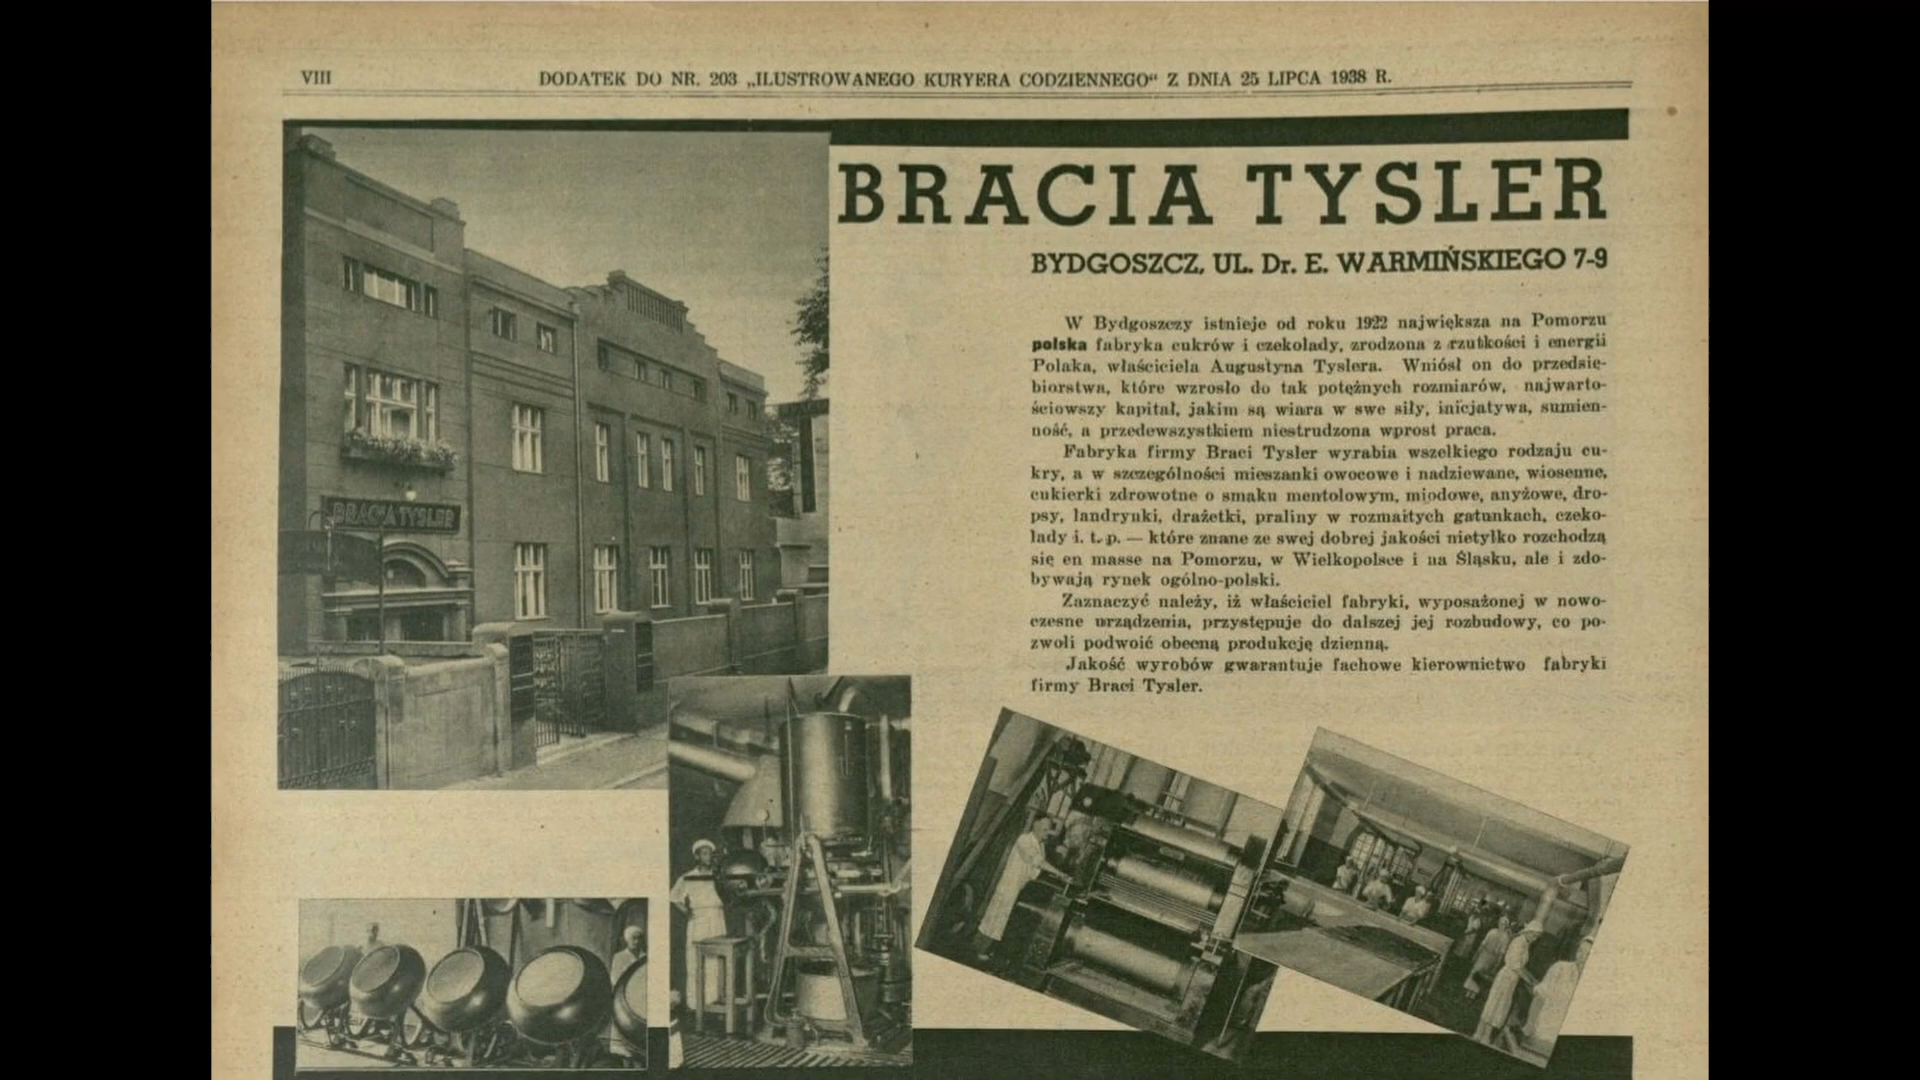 VIII
DODATEK DO NR. 203 „ILUSTROWANEGO KURYERA CODZIENNEGO“ Z DNIA 25 LIPCA 1938 R.
BRACIA TYSLER
BYDGOSZCZ, UL. Dr. E. WARMIŃSKIEGO 7-9
W Bydgoszczy istnieje od roku 1922 największa na Pomorzu
polska fabryka cukrów i czekolady, zrodzona z rzutkości i energii
Polaka, właściciela Augustyna Tyslera. Wniósł on do przedsię-
biorstwa, które wzrosło do tak potężnych rozmiarów, najwarto-
ściowszy kapitał, jakim są wiara w swe siły, inicjatywa, sumien-
ność, a przedewszystkiem niestrudzona wprost praca.
Fabryka firmy Braci Tysler wyrabia wszelkiego rodzaju cu-
kry, a w szczególności mieszanki owocowe i nadziewane, wiosenne,
cukierki zdrowotne o smaku mentolowym, miodowe, anyżowe, dro-
psy, landrynki, drażetki, praliny w rozmaitych gatunkach, czeko-
lady i. t. p. — które znane ze swej dobrej jakości nietylko rozchodzą
się en masse na Pomorzu, w Wielkopolsce i na Śląsku, ale i zdo-
bywają rynek ogólno-polski.
Zaznaczyć należy, iż właściciel fabryki, wyposażonej w nowo-
czesne urządzenia, przystępuje do dalszej jej rozbudowy, co po-
zwoli podwoić obecną produkcję dzienną.
Jakość wyrobów gwarantuje fachowe kierownictwo fabryki
firmy Braci Tysler.
BRACIA TYSLER